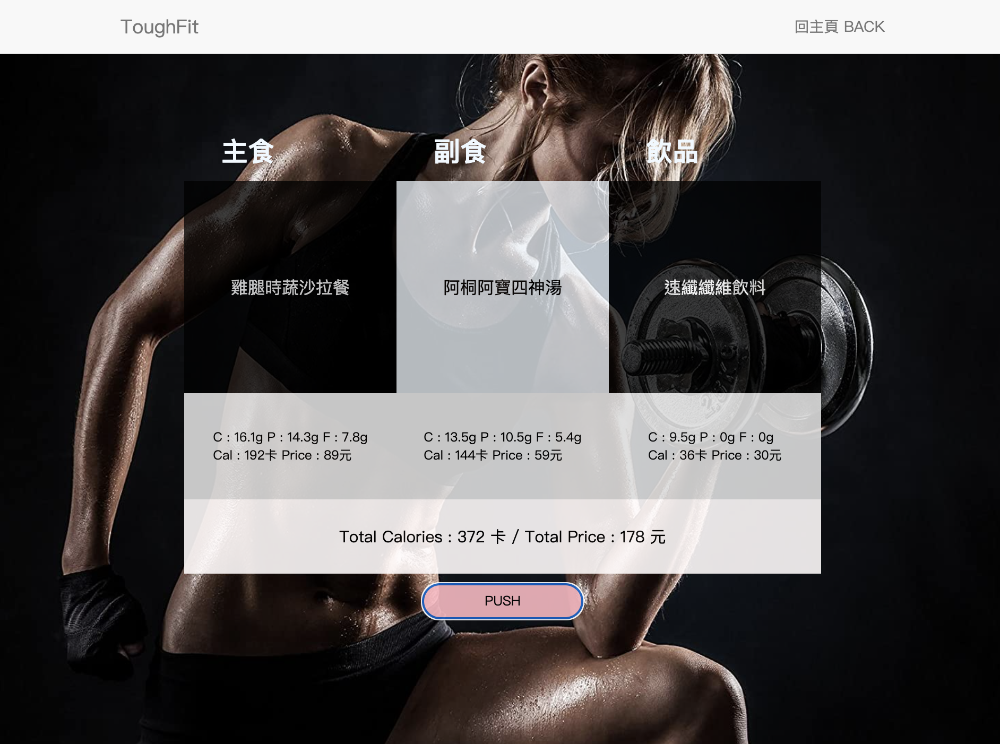 ToughFit
回主頁 BACK
主食
副食
飲品
雞腿時蔬沙拉餐
阿桐阿寶四神湯
速纖纖維飲料
C : 16.1g P : 14.3g F : 7.8g
Cal : 192卡 Price : 89元
C : 13.5g P : 10.5g F : 5.4g
Cal : 144卡 Price : 59元
C : 9.5g P : 0g F : 0g
Cal : 36卡 Price : 30元
Total Calories : 372 卡 / Total Price : 178 元
PUSH